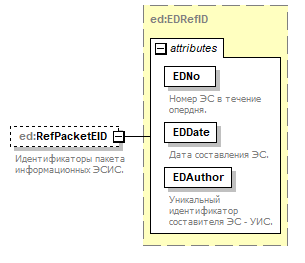 ed:EDRefID
attributes
EDNo
Номер ЭС в течение
опердня.
ed:RefPacketEID
Идентификаторы пакета
информационных ЭСИС.
EDDate
Дата составления ЭС.
EDAuthor
Уникальный
идентификатор
составителя ЭС - УИС.